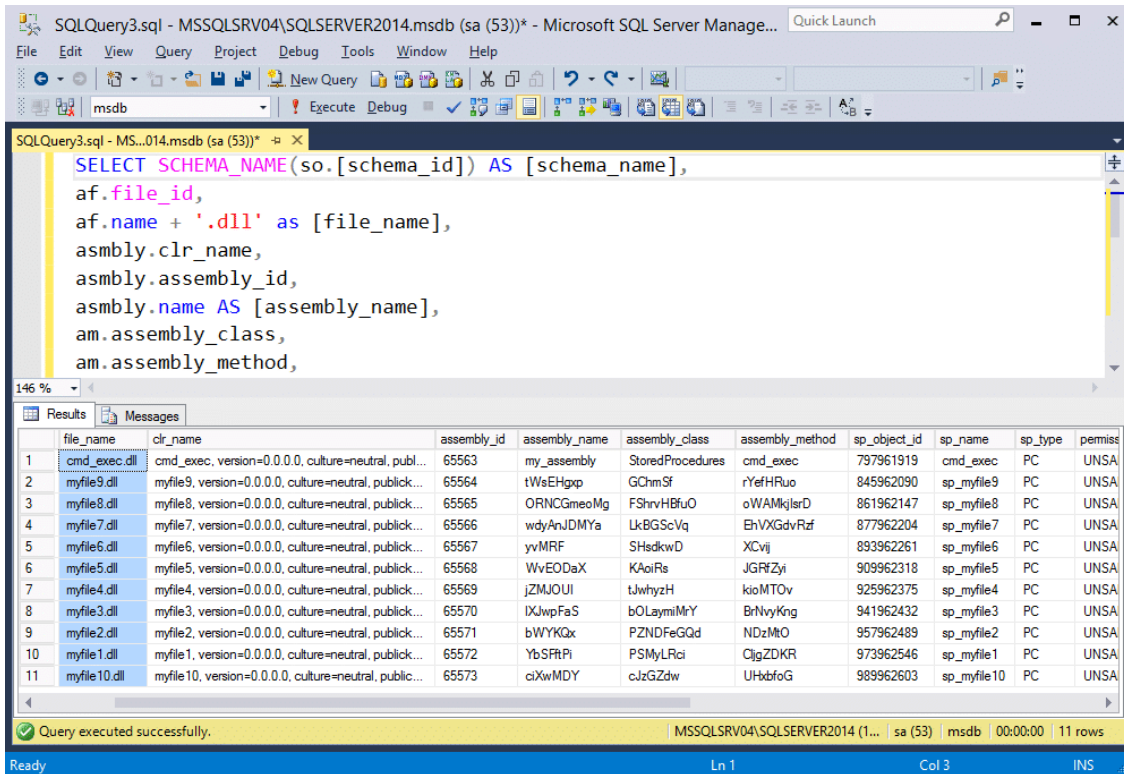 SQLQuery3.sql - MSSQLSRV04\SQLSERVER2014.msdb (sa (53))* - Microsoft SQL Server Manage... Quick Launch
File Edit View Query Project Debug Tools Window Help
New Query
msdb Execute Debug
SQLQuery3.sql - MS...014.msdb (sa (53))*
SELECT SCHEMA_NAME(so.[schema_id]) AS [schema_name],
af.file_id,
af.name + '.dll' as [file_name],
asmbly.clr_name,
asmbly.assembly_id,
asmbly.name AS [assembly_name],
am.assembly_class,
am.assembly_method,
146 %
Results Messages
file_name clr_name assembly_id assembly_name assembly_class assembly_method sp_object_id sp_name sp_type permiss
1 cmd_exec.dll cmd_exec, version=0.0.0.0, culture=neutral, publ... 65563 my_assembly StoredProcedures cmd_exec 797961919 cmd_exec PC UNSA
2 myfile9.dll myfile9, version=0.0.0.0, culture=neutral, publick... 65564 tWsEHgxp GChmSf rYefHRuo 845962090 sp_myfile9 PC UNSA
3 myfile8.dll myfile8, version=0.0.0.0, culture=neutral, publick... 65565 ORNCGmeoMg FShrvHBfuO oWAMkjlsrD 861962147 sp_myfile8 PC UNSA
4 myfile7.dll myfile7, version=0.0.0.0, culture=neutral, publick... 65566 wdyAnJDMYa LkBGScVq EhVXGdvRzf 877962204 sp_myfile7 PC UNSA
5 myfile6.dll myfile6, version=0.0.0.0, culture=neutral, publick... 65567 yvMRF SHsdkwD XCvij 893962261 sp_myfile6 PC UNSA
6 myfile5.dll myfile5, version=0.0.0.0, culture=neutral, publick... 65568 WvEODaX KAoiRs JGRfZyi 909962318 sp_myfile5 PC UNSA
7 myfile4.dll myfile4, version=0.0.0.0, culture=neutral, publick... 65569 jZMJOUI tJwhyzH kioMTOv 925962375 sp_myfile4 PC UNSA
8 myfile3.dll myfile3, version=0.0.0.0, culture=neutral, publick... 65570 IXJwpFaS bOLaymiMrY BrNvyKng 941962432 sp_myfile3 PC UNSA
9 myfile2.dll myfile2, version=0.0.0.0, culture=neutral, publick... 65571 bWYKQx PZNDFeGQd NDzMtO 957962489 sp_myfile2 PC UNSA
10 myfile1.dll myfile1, version=0.0.0.0, culture=neutral, publick... 65572 YbSFftPi PSMyLRci CljgZDKR 973962546 sp_myfile1 PC UNSA
11 myfile10.dll myfile10, version=0.0.0.0, culture=neutral, public... 65573 ciXwMDY cJzGZdw UHxbfoG 989962603 sp_myfile10 PC UNSA
Query executed successfully. MSSQLSRV04\SQLSERVER2014 (1... sa (53) msdb 00:00:00 11 rows
Ready Ln 1 Col 3 INS